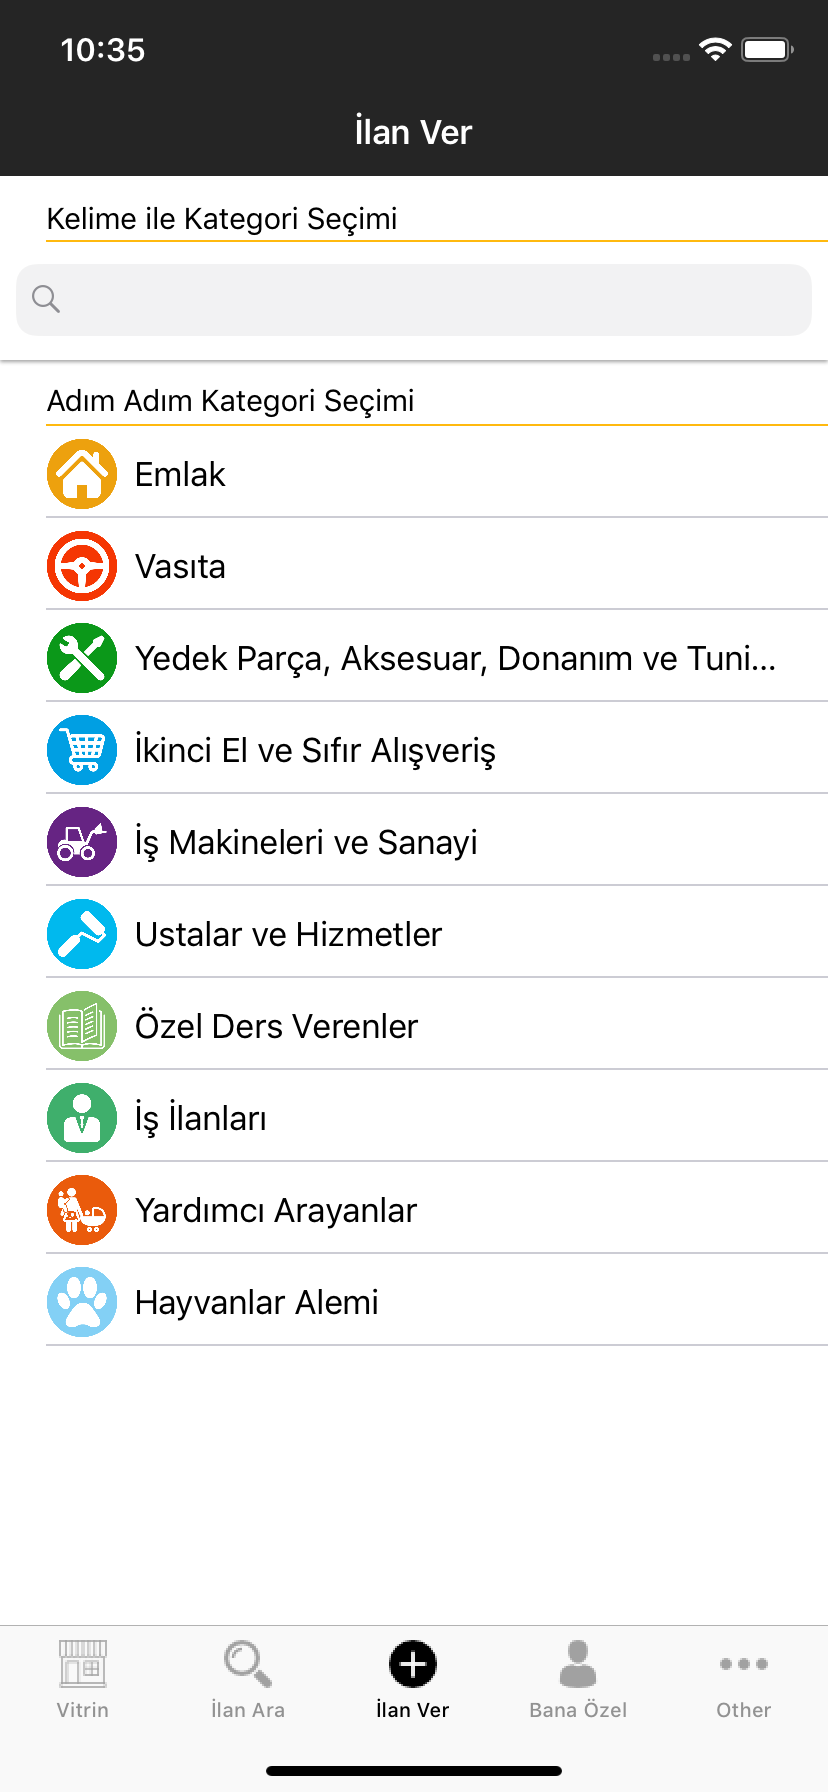 10:35
İlan Ver
Kelime ile Kategori Seçimi
Adım Adım Kategori Seçimi
Emlak
Vasıta
Yedek Parça, Aksesuar, Donanım ve Tuni...
İkinci El ve Sıfır Alışveriş
İş Makineleri ve Sanayi
Ustalar ve Hizmetler
Özel Ders Verenler
İş İlanları
Yardımcı Arayanlar
Hayvanlar Alemi
Vitrin
İlan Ara
İlan Ver
Bana Özel
Other